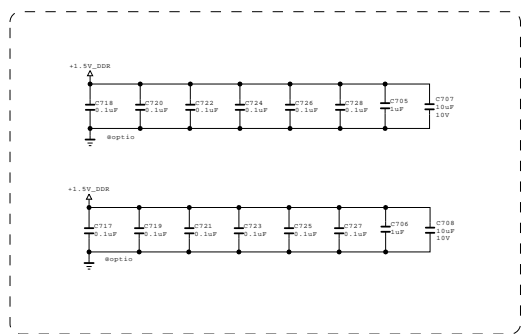 +1.5V_DDR
C718
0.1uF
C720
0.1uF
C722
0.1uF
C724
0.1uF
C726
0.1uF
C728
0.1uF
C705
1uF
C707
10uF
10V
@optio
+1.5V_DDR
C717
0.1uF
C719
0.1uF
C721
0.1uF
C723
0.1uF
C725
0.1uF
C727
0.1uF
C706
1uF
C708
10uF
10V
@optio